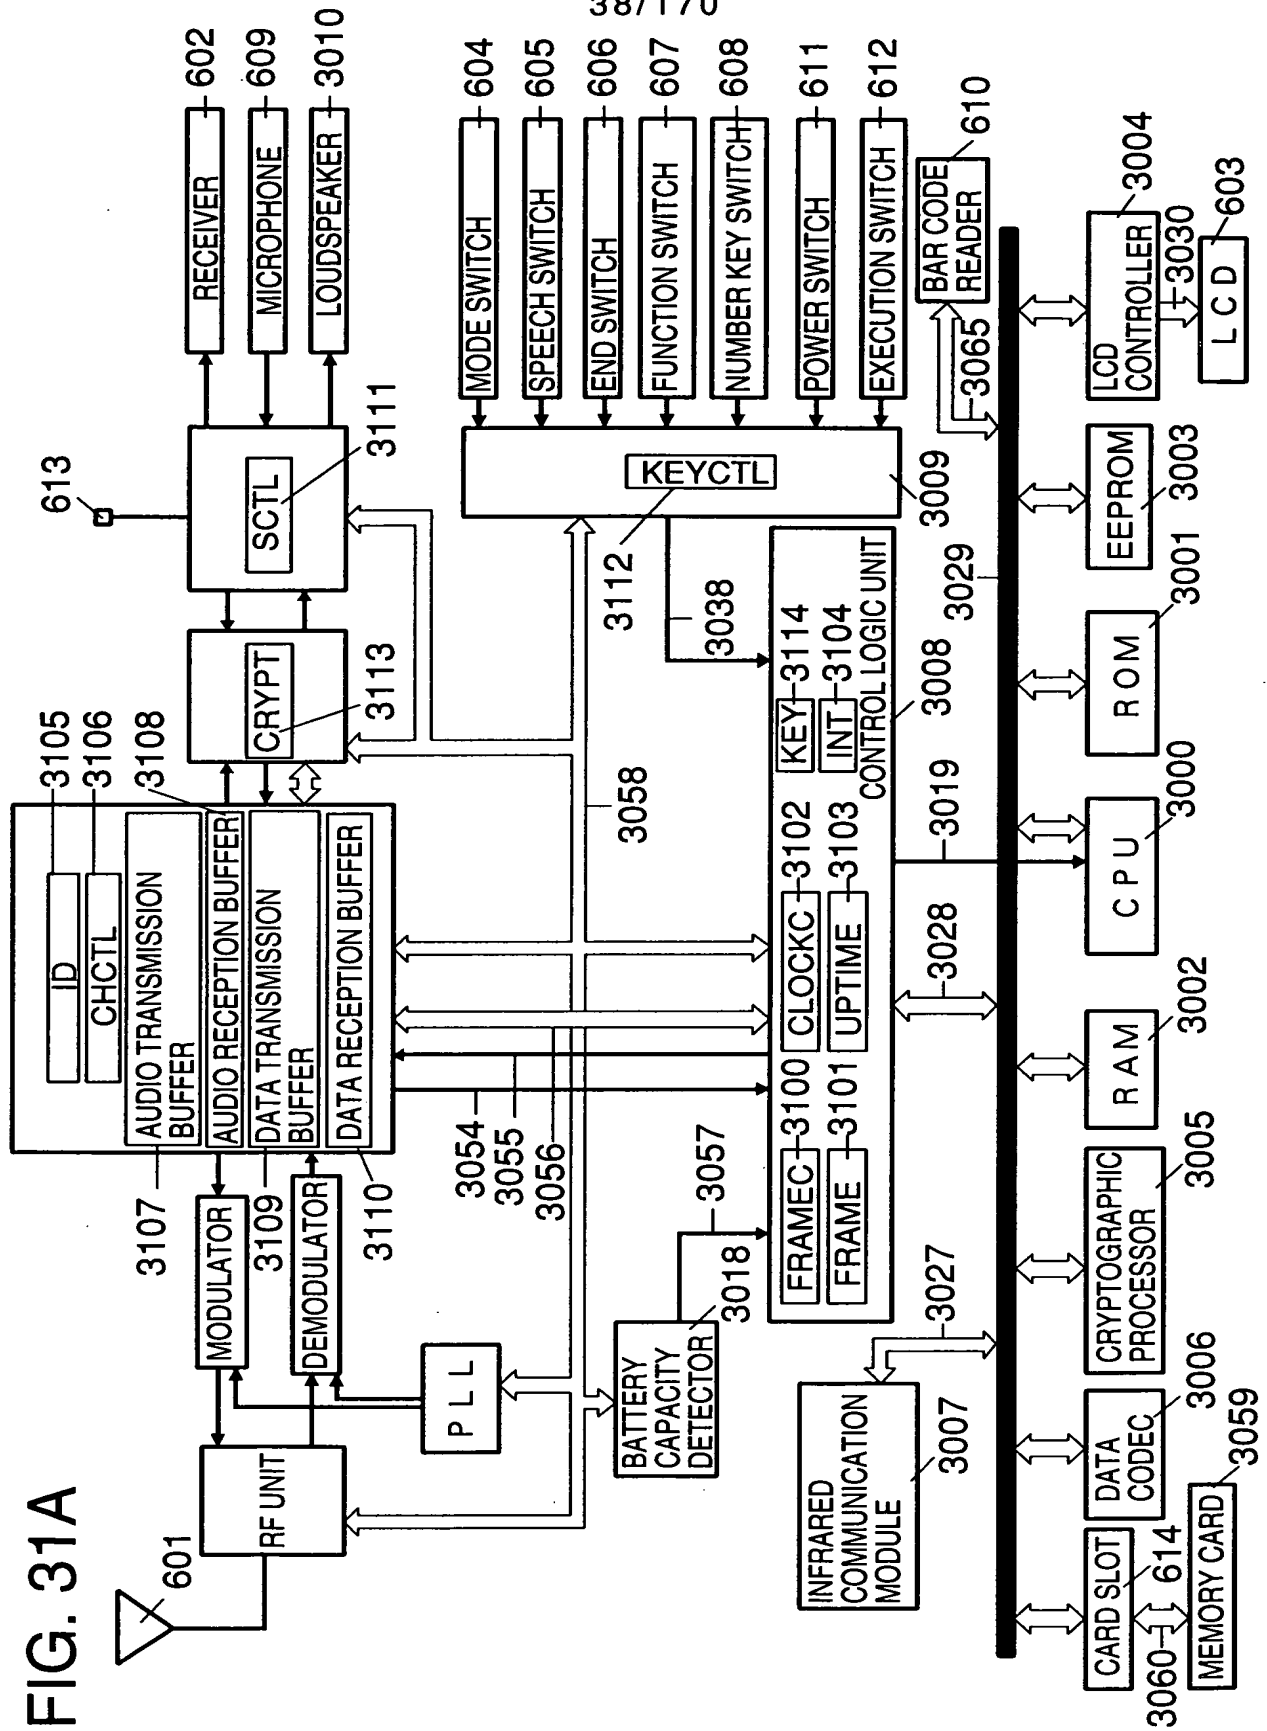 38/170
FIG. 31A
601
RF UNIT
MODULATOR
DEMODULATOR
PLL
3107
3109
3110
ID
CHCTL
AUDIO TRANSMISSION
BUFFER
AUDIO RECEPTION BUFFER
DATA TRANSMISSION
BUFFER
DATA RECEPTION BUFFER
3105
3106
3108
CRYPT
3113
613
SCTL
3111
RECEIVER
602
MICROPHONE
609
LOUDSPEAKER
3010
MODE SWITCH
604
SPEECH SWITCH
605
END SWITCH
606
FUNCTION SWITCH
607
NUMBER KEY SWITCH
608
POWER SWITCH
611
EXECUTION SWITCH
612
KEYCTL
3112
3009
3038
3058
3054
3055
3056
BATTERY
CAPACITY
DETECTOR
3018
3057
FRAMEC
3100
CLOCKC
3102
KEY
3114
FRAME
3101
UPTIME
3103
INT
3104
CONTROL LOGIC UNIT
3008
BAR CODE
READER
610
3065
INFRARED
COMMUNICATION
MODULE
3007
3027
3028
3019
3029
CARD SLOT
614
3060
MEMORY CARD
3059
DATA
CODEC
3006
CRYPTOGRAPHIC
PROCESSOR
3005
RAM
3002
CPU
3000
ROM
3001
EEPROM
3003
LCD
CONTROLLER
3004
3030
LCD
603